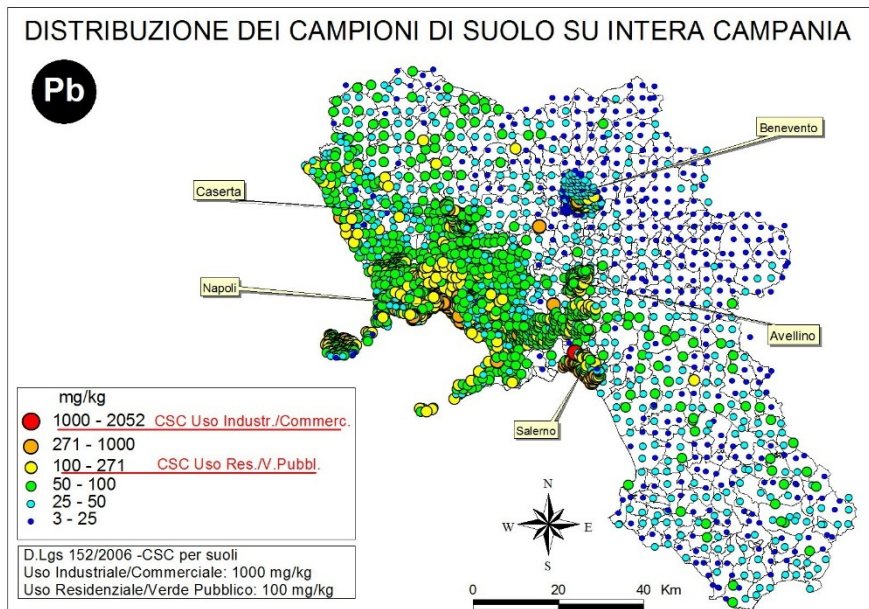 DISTRIBUZIONE DEI CAMPIONI DI SUOLO SU INTERA CAMPANIA
Pb
Benevento
Caserta
Napoli
Avellino
Salerno
mg/kg
1000 - 2052 CSC Uso Industr./Commerc.
271 - 1000
100 - 271 CSC Uso Res./V.Pubbl.
50 - 100
25 - 50
3 - 25
N
W E
S
D.Lgs 152/2006 -CSC per suoli
Uso Industriale/Commerciale: 1000 mg/kg
Uso Residenziale/Verde Pubblico: 100 mg/kg
0 20 40 Km